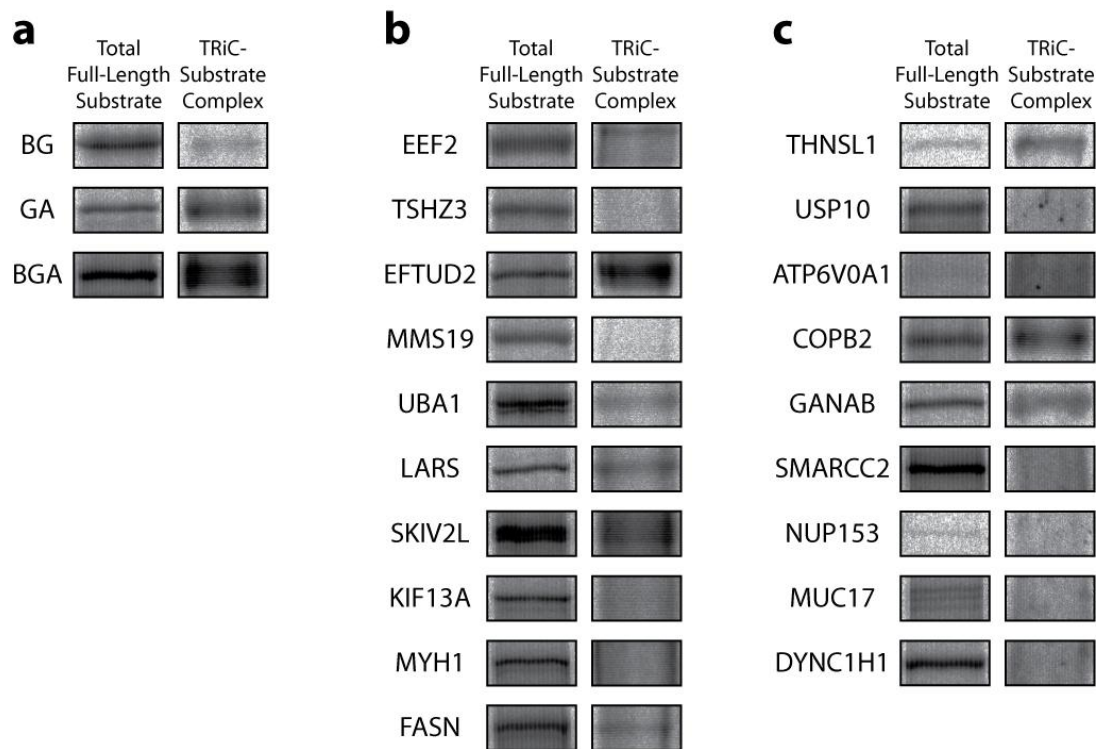 a
Total
Full-Length
Substrate
TRiC-
Substrate
Complex
BG
GA
BGA
b
Total
Full-Length
Substrate
TRiC-
Substrate
Complex
EEF2
TSHZ3
EFTUD2
MMS19
UBA1
LARS
SKIV2L
KIF13A
MYH1
FASN
c
Total
Full-Length
Substrate
TRiC-
Substrate
Complex
THNSL1
USP10
ATP6V0A1
COPB2
GANAB
SMARCC2
NUP153
MUC17
DYNC1H1